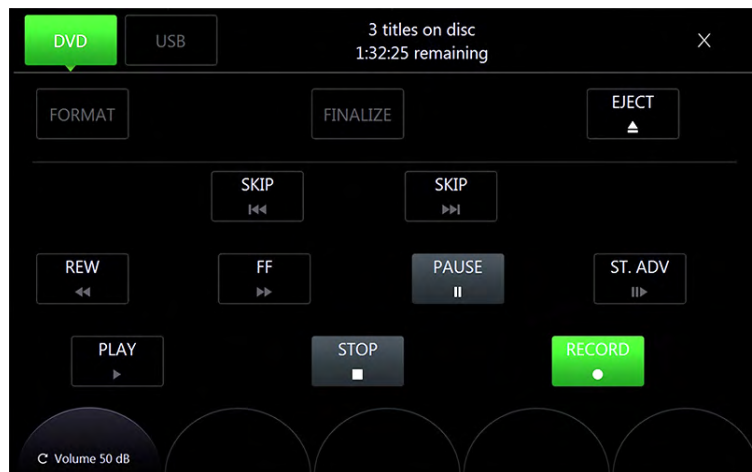 DVD
USB
3 titles on disc
1:32:25 remaining
X
FORMAT
FINALIZE
EJECT
SKIP
SKIP
REW
FF
PAUSE
ST. ADV
PLAY
STOP
RECORD
Volume 50 dB